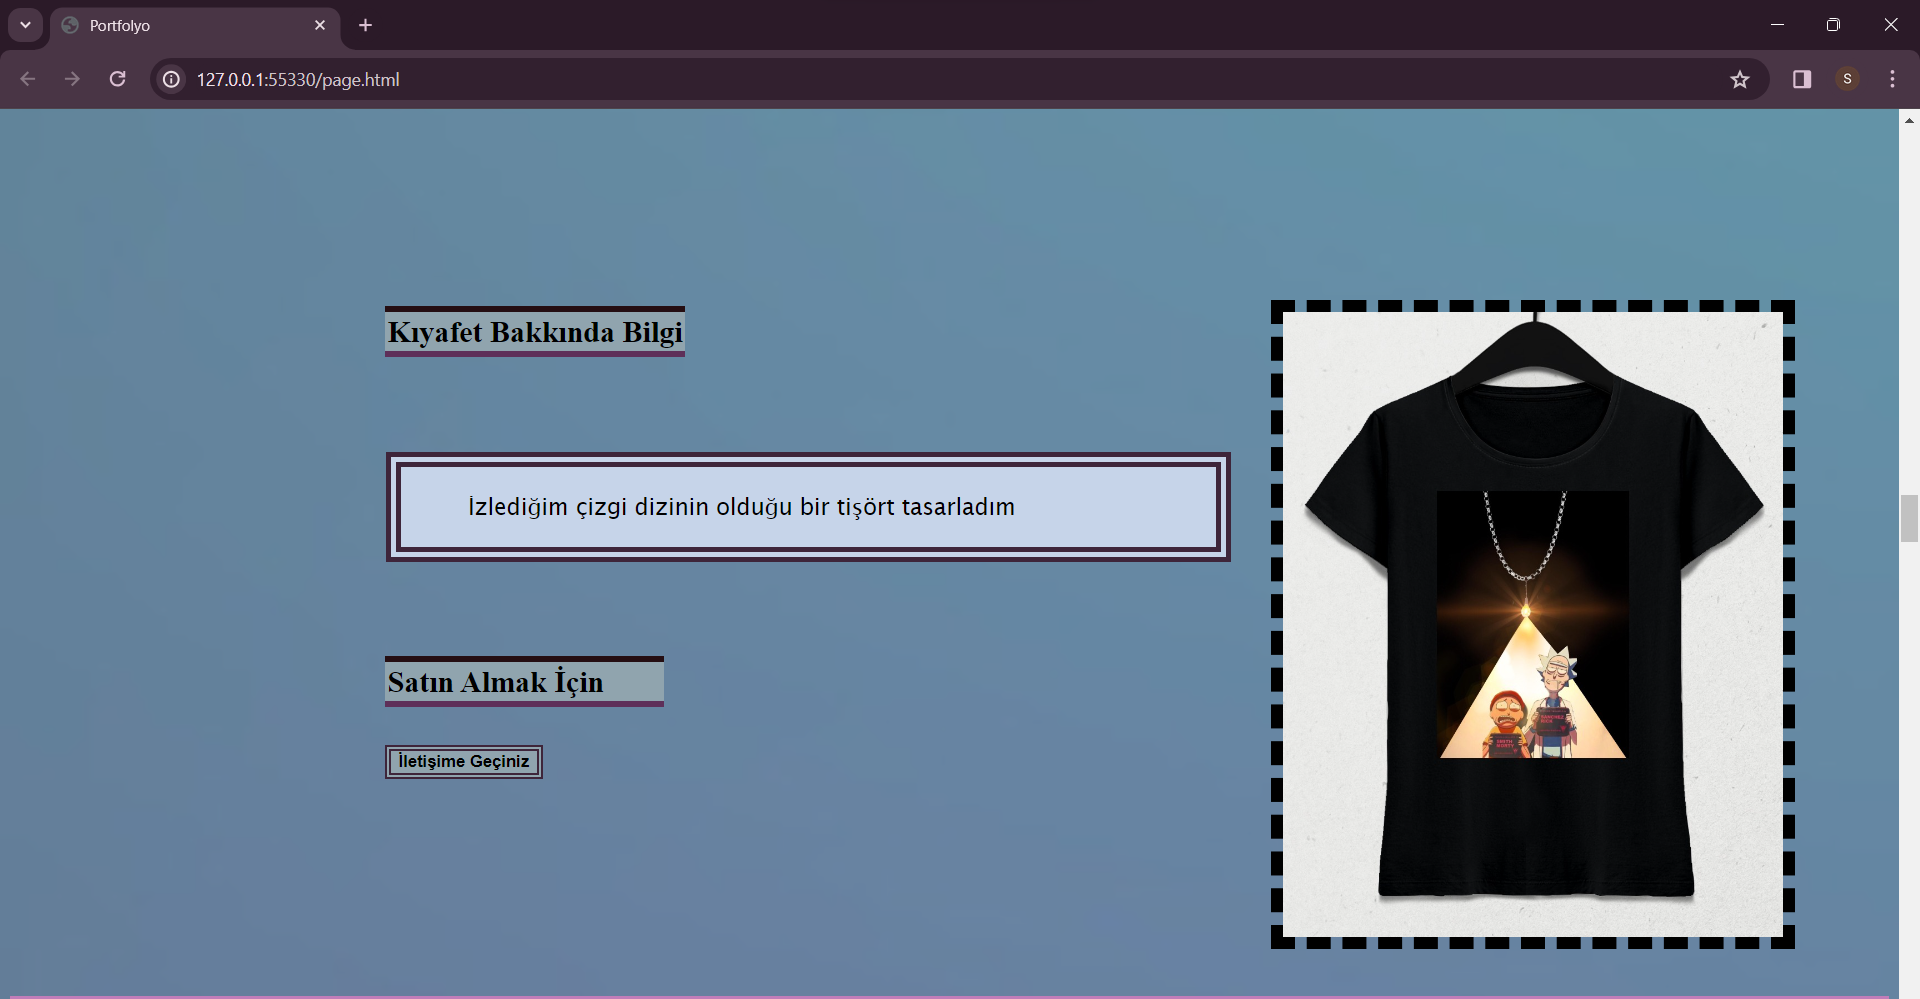 Portfolyo
127.0.0.1:55330/page.html
S
Kıyafet Bakkında Bilgi
İzlediğim çizgi dizinin olduğu bir tişört tasarladım
Satın Almak İçin
İletişime Geçiniz